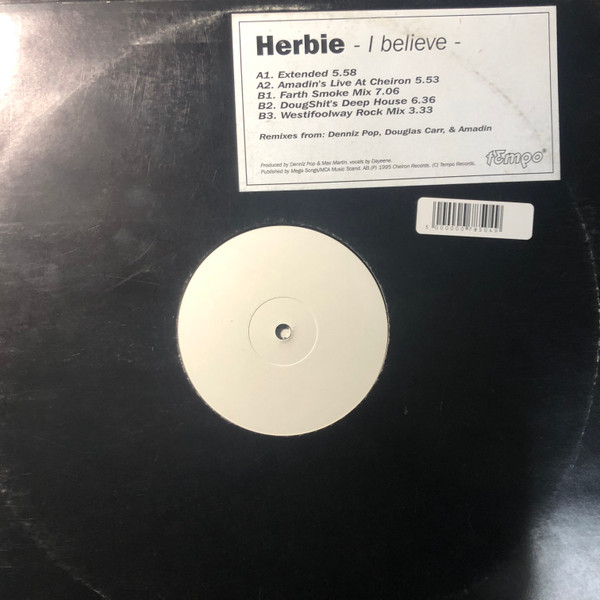 Herbie - I believe -
A1. Extended 5.58
A2. Amadin's Live At Cheiron 5.53
B1. Farth Smoke Mix 7.06
B2. DougShit's Deep House 6.36
B3. Westifoolway Rock Mix 3.33
Remixes from: Denniz Pop, Douglas Carr, & Amadin
Produced by Denniz Pop & Max Martin, vocals by Dayeene.
Published by Mega Songs/MCA Music Scand. AB.(P) 1995 Cheiron Records. (C) Tempo Records.
tempo®